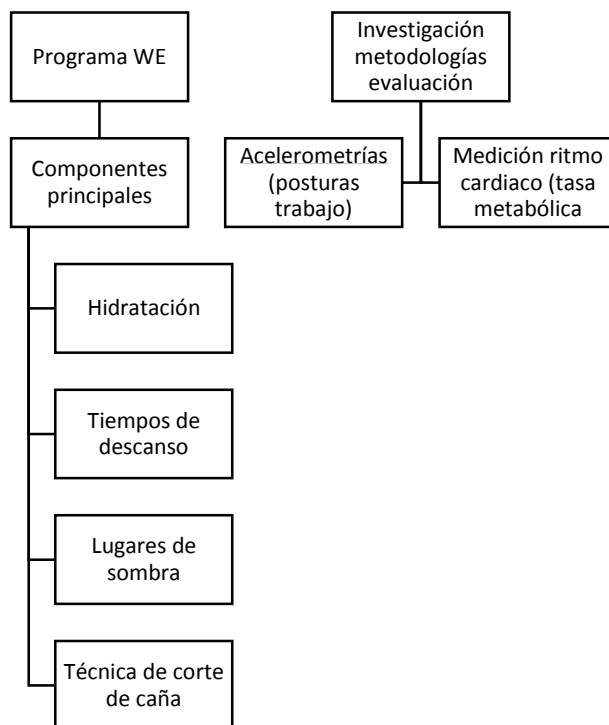 Programa WE
Componentes
principales
Hidratación
Tiempos de
descanso
Lugares de
sombra
Técnica de corte
de caña
Investigación
metodologías
evaluación
Acelerometrías
(posturas
trabajo)
Medición ritmo
cardiaco (tasa
metabólica